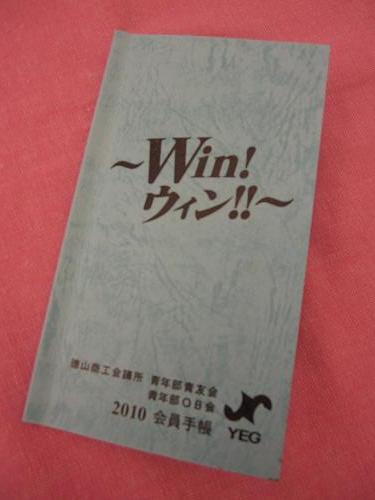 ～Win!
ウィン!!～
徳山商工会議所 青年部貴友会
青年部OB会
2010 会員手帳
YEG